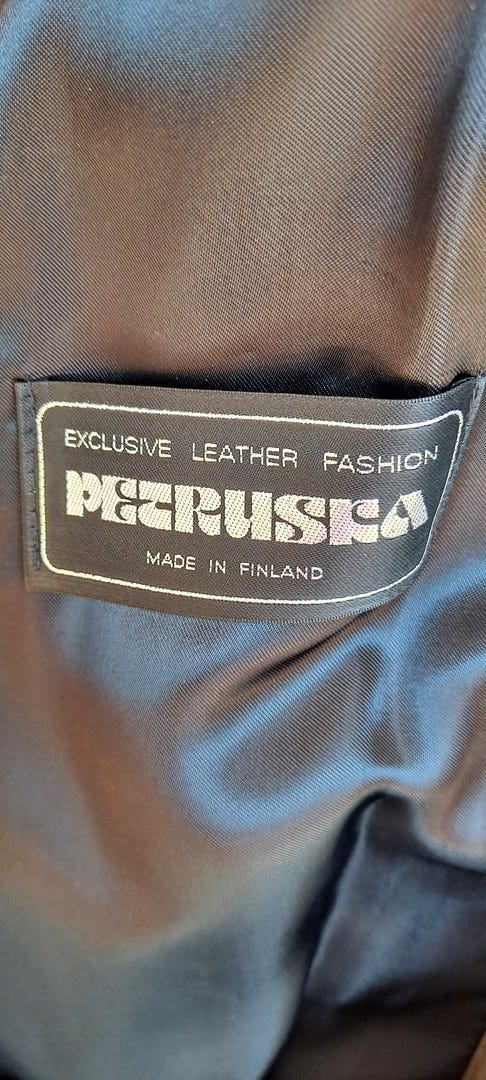 EXCLUSIVE LEATHER FASHION
PETRUSKA
MADE IN FINLAND